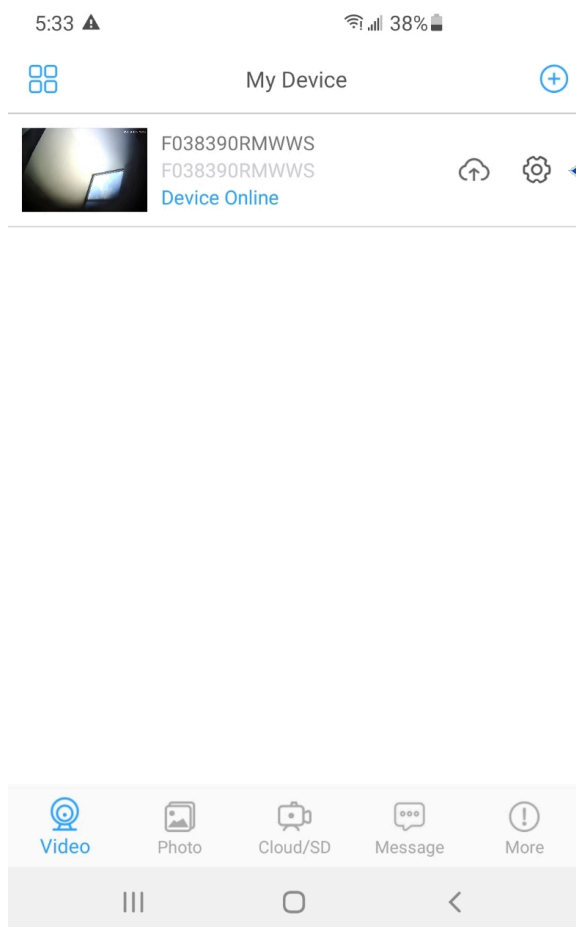 5:33
38%
My Device
F038390RMWWS
F038390RMWWS
Device Online
Video
Photo
Cloud/SD
Message
More